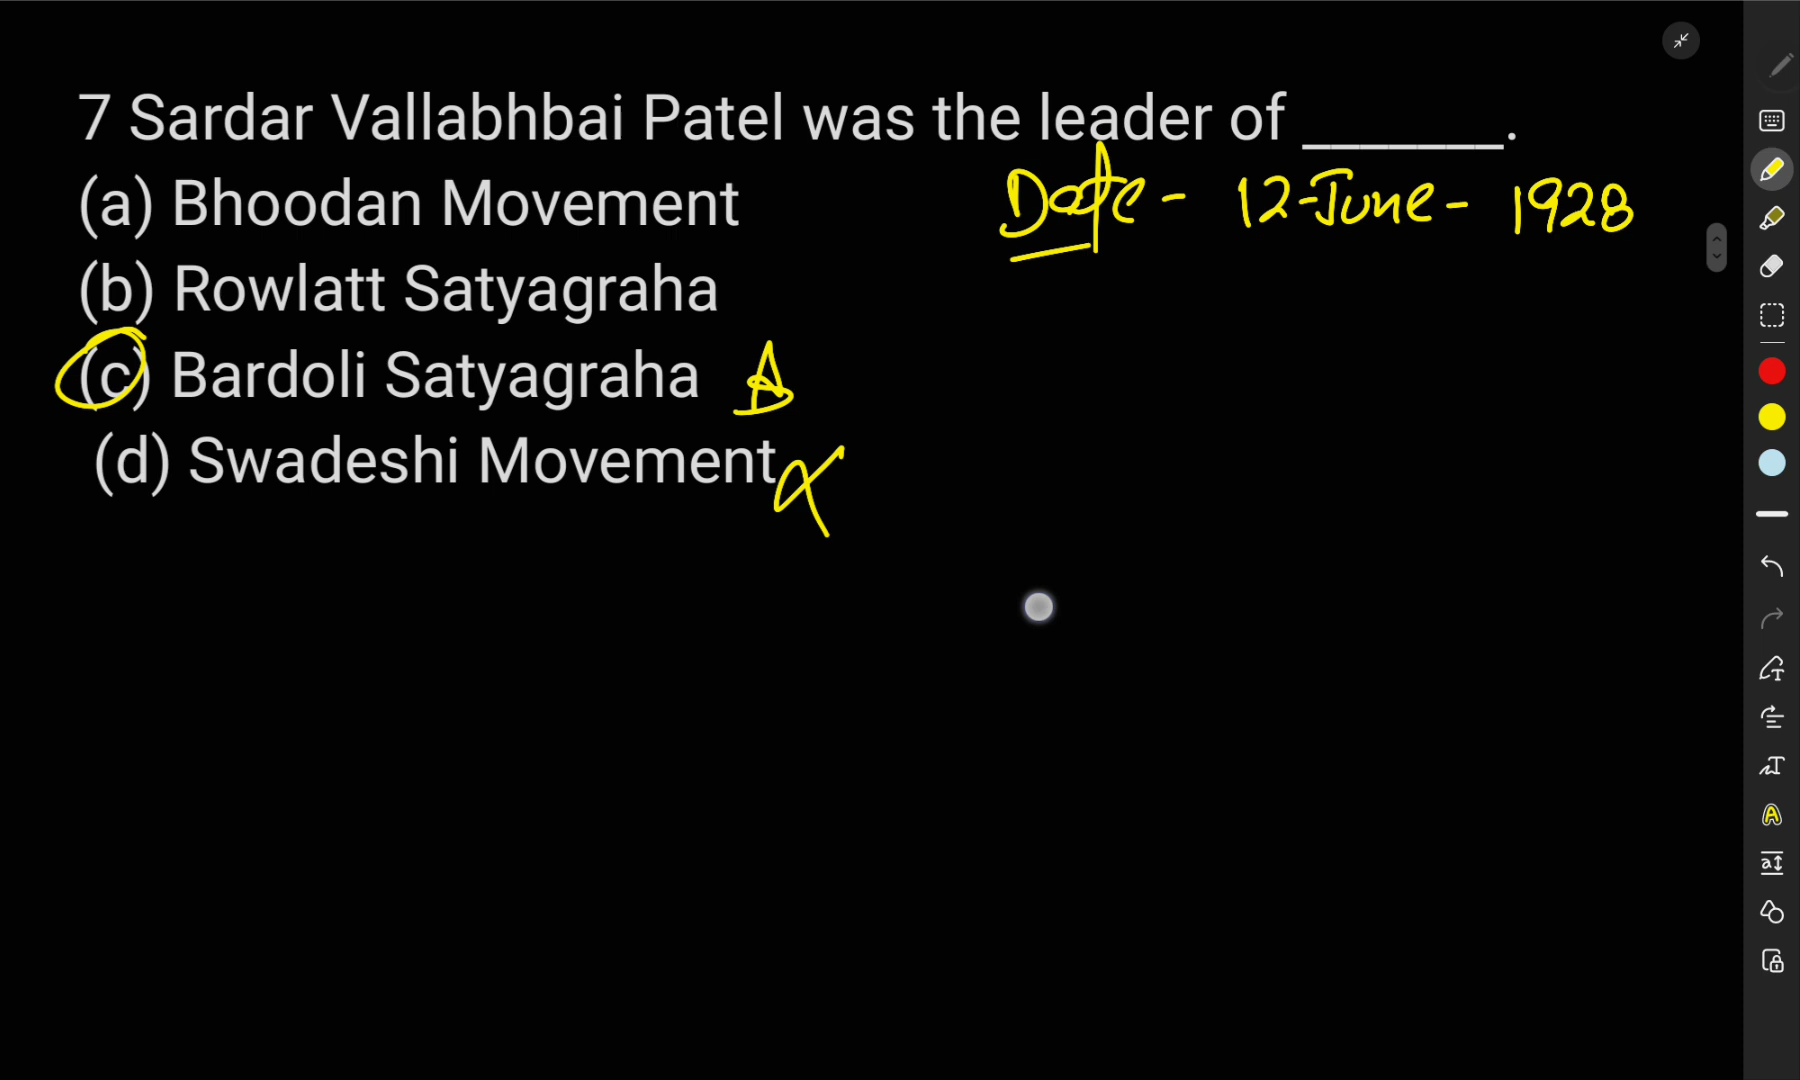 7 Sardar Vallabhbai Patel was the leader of ______.
Date - 12-June- 1928
(a) Bhoodan Movement
(b) Rowlatt Satyagraha
(c) Bardoli Satyagraha
(d) Swadeshi Movement